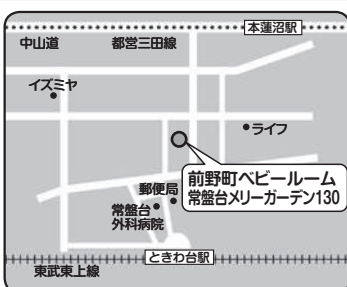 本蓮沼駅
中山道
都営三田線
イズミヤ
ライフ
前野町ベビールーム
常盤台メリーガーデン130
郵便局
常盤台
外科病院
ときわ台駅
東武東上線